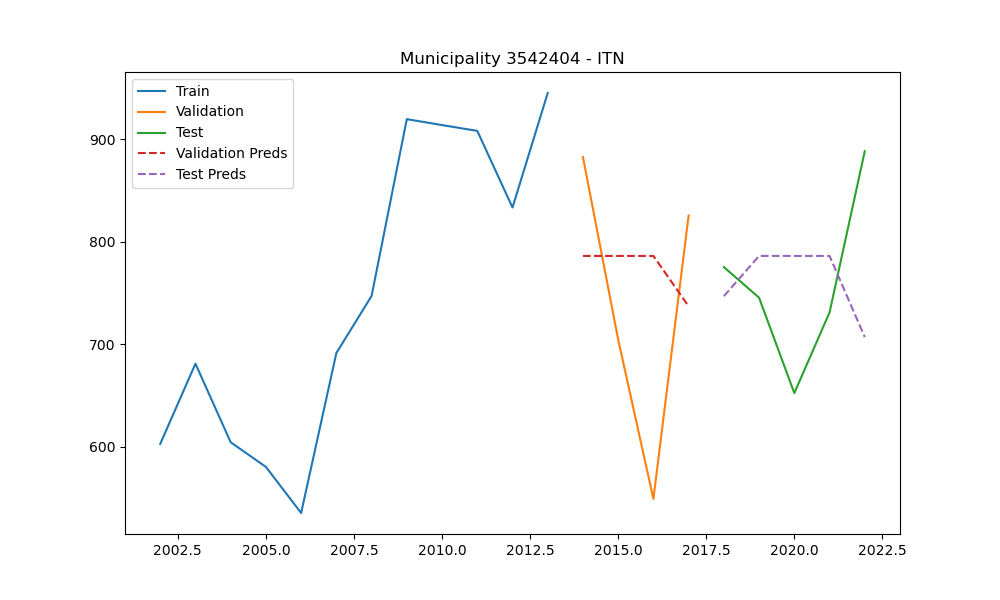 Municipality 3542404 - ITN
Train
Validation
Test
Validation Preds
Test Preds
900
800
700
600
2002.5 2005.0 2007.5 2010.0 2012.5 2015.0 2017.5 2020.0 2022.5